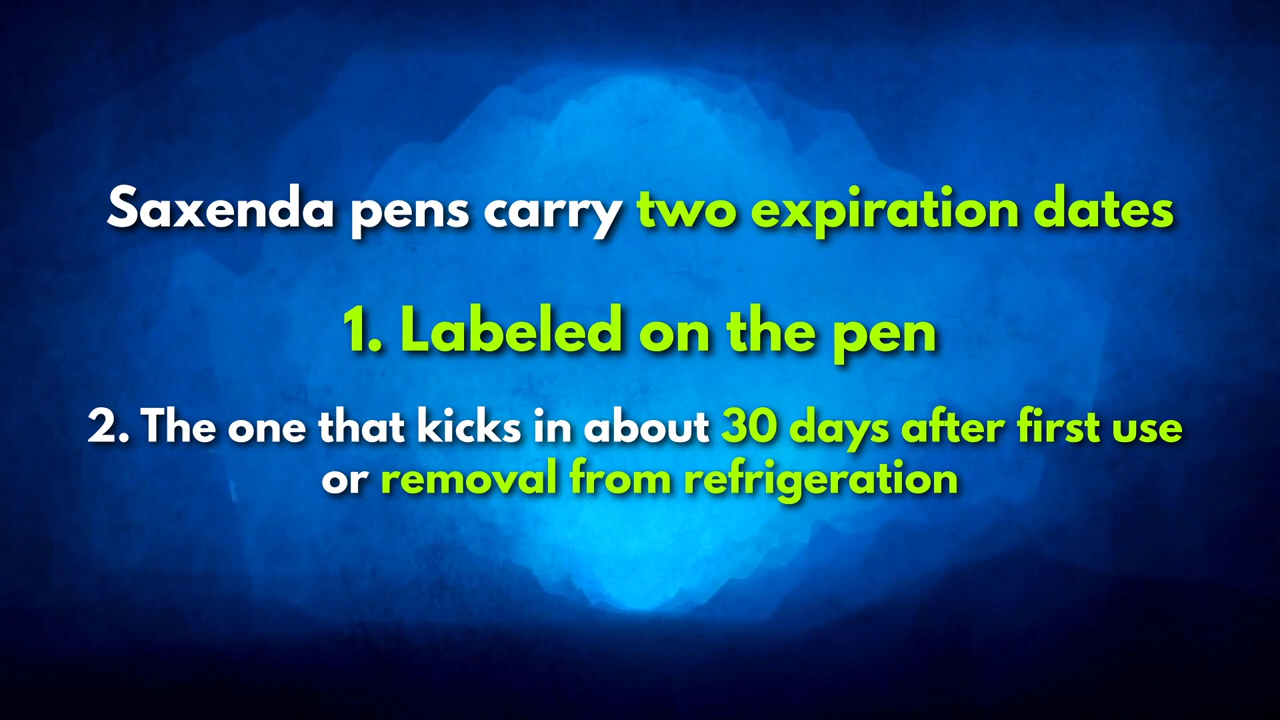 Saxenda pens carry two expiration dates
1. Labeled on the pen
2. The one that kicks in about 30 days after first use
or removal from refrigeration